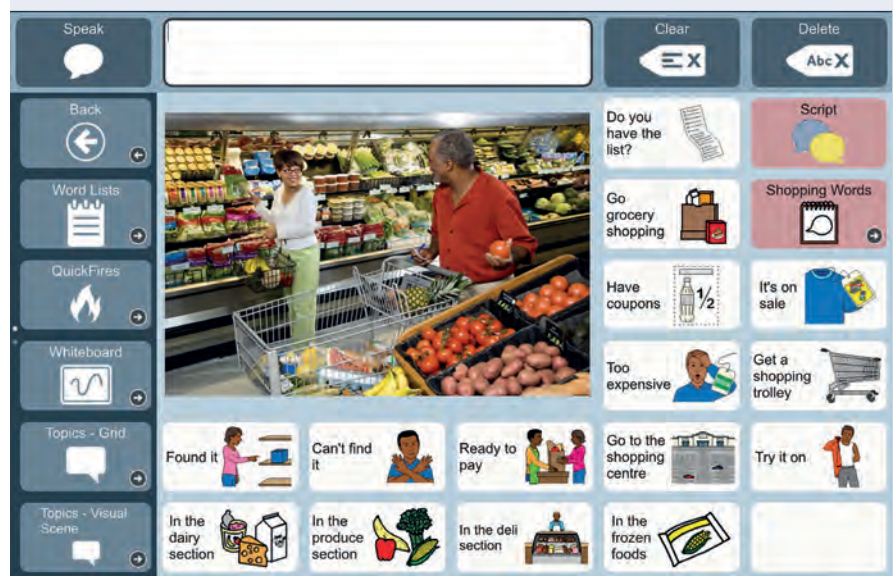 Speak
Clear
Delete
Abc X
Back
Do you
have the
list?
Script
Word Lists
Go
grocery
shopping
Shopping Words
QuickFires
Have
coupons
1/2
It's on
sale
Whiteboard
Too
expensive
Get a
shopping
trolley
Topics - Grid
Found it
Can't find
it
Ready to
pay
Go to the
shopping
centre
Try it on
Topics - Visual
Scene
In the
dairy
section
In the
produce
section
In the deli
section
In the
frozen
foods